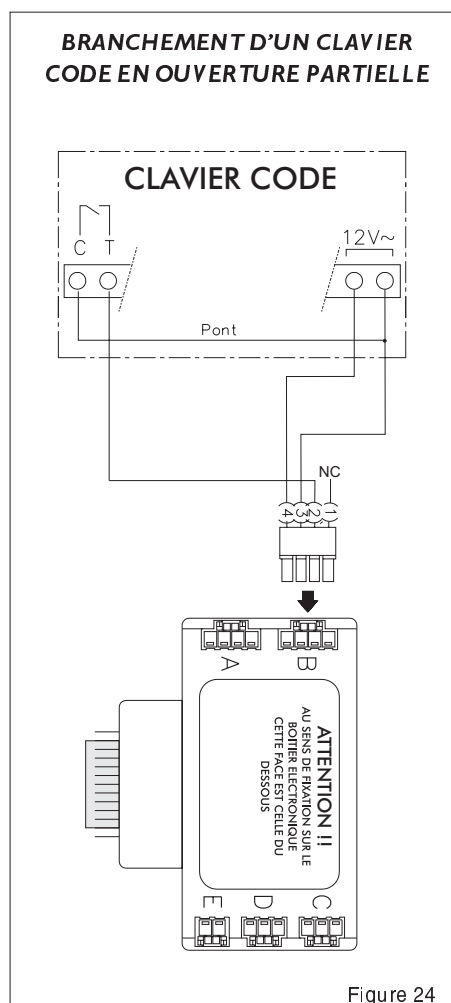 BRANCHEMENT D'UN CLAVIER
CODE EN OUVERTURE PARTIELLE
CLAVIER CODE
C T
12V~
Pont
NC
4 3 2 1
A B
ATTENTION !!
AU SENS DE FIXATION SUR LE
BOITIER ELECTRONIQUE
CETTE FACE EST CELLE DU
DESSOUS
E D C
Figure 24